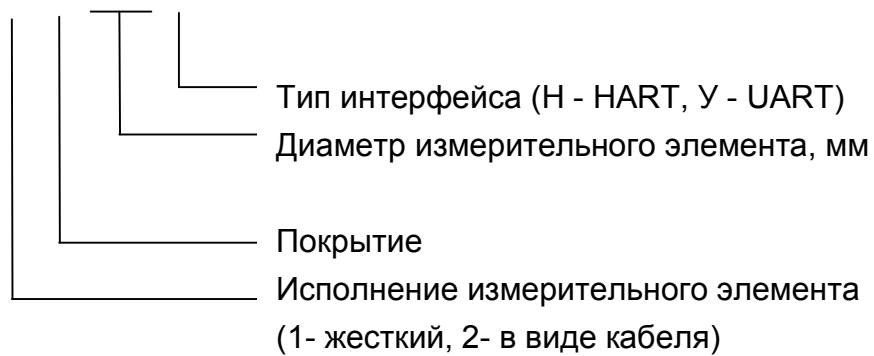 Тип интерфейса (Н - HART, У - UART)
Диаметр измерительного элемента, мм
Покрытие
Исполнение измерительного элемента
(1- жесткий, 2- в виде кабеля)